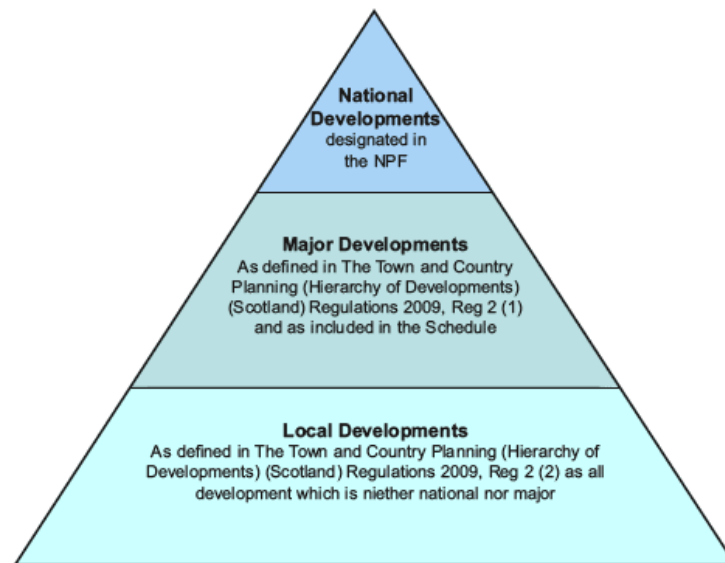 National
Developments
designated in
the NPF
Major Developments
As defined in The Town and Country
Planning (Hierarchy of Developments)
(Scotland) Regulations 2009, Reg 2 (1)
and as included in the Schedule
Local Developments
As defined in The Town and Country Planning (Hierarchy of
Developments) (Scotland) Regulations 2009, Reg 2 (2) as all
development which is niether national nor major